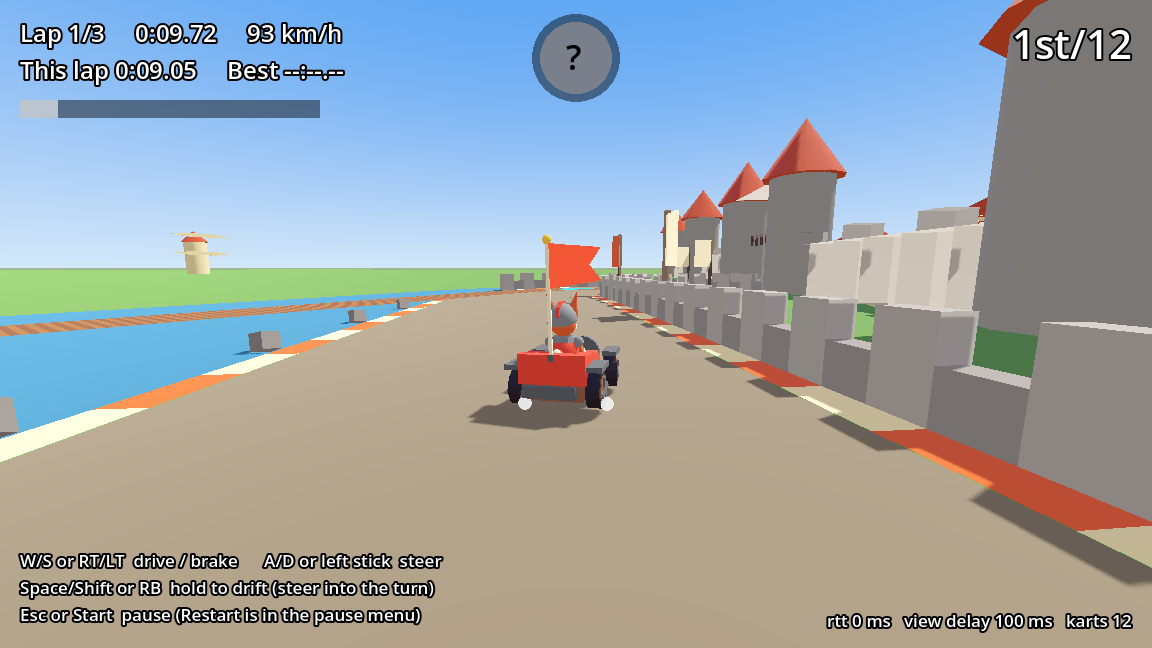 Lap 1/3 0:09.72 93 km/h
This lap 0:09.05 Best --:--.--
?
1st/12
W/S or RT/LT drive / brake A/D or left stick steer
Space/Shift or RB hold to drift (steer into the turn)
Esc or Start pause (Restart is in the pause menu)
rtt 0 ms view delay 100 ms karts 12